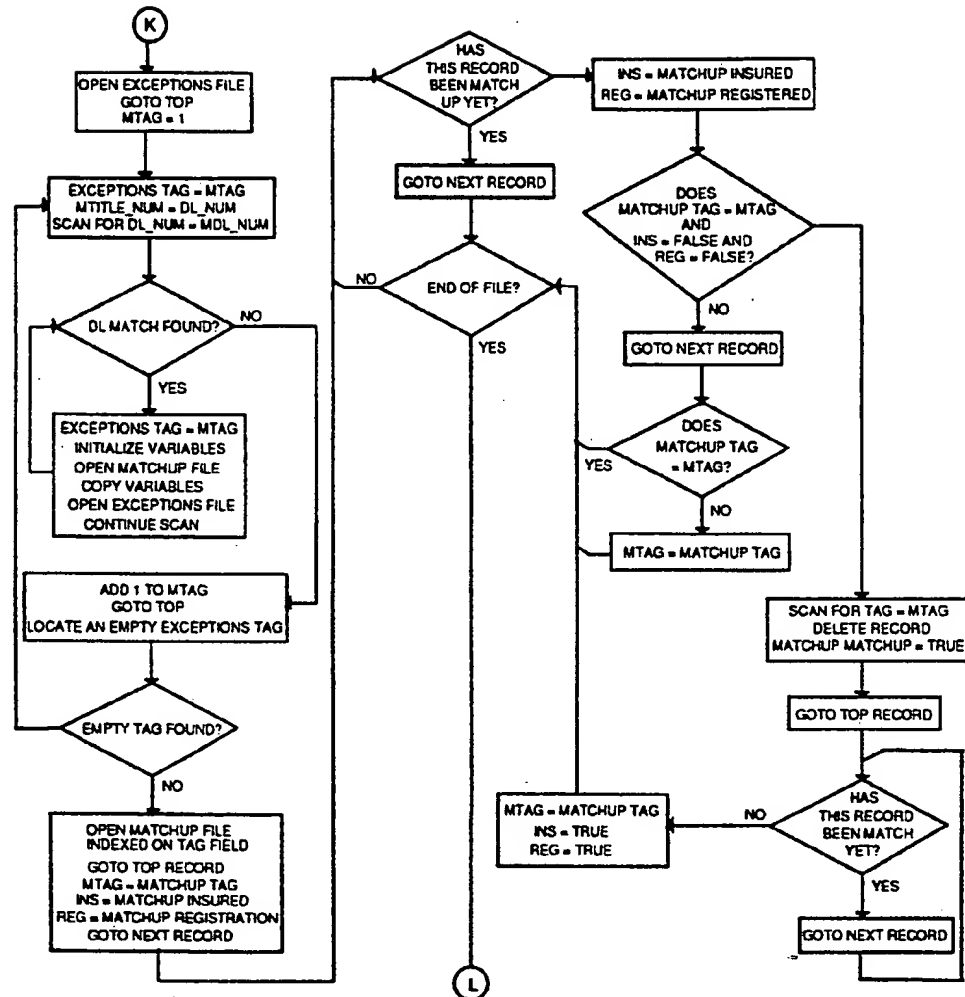 K
OPEN EXCEPTIONS FILE
GOTO TOP
MTAG = 1
EXCEPTIONS TAG = MTAG
MTITLE_NUM = DL_NUM
SCAN FOR DL_NUM = MDL_NUM
DL MATCH FOUND?
NO
YES
EXCEPTIONS TAG = MTAG
INITIALIZE VARIABLES
OPEN MATCHUP FILE
COPY VARIABLES
OPEN EXCEPTIONS FILE
CONTINUE SCAN
ADD 1 TO MTAG
GOTO TOP
LOCATE AN EMPTY EXCEPTIONS TAG
EMPTY TAG FOUND?
NO
OPEN MATCHUP FILE
INDEXED ON TAG FIELD
GOTO TOP RECORD
MTAG = MATCHUP TAG
INS = MATCHUP INSURED
REG = MATCHUP REGISTRATION
GOTO NEXT RECORD
HAS
THIS RECORD
BEEN MATCH
UP YET?
YES
GOTO NEXT RECORD
NO
END OF FILE?
YES
L
INS = MATCHUP INSURED
REG = MATCHUP REGISTERED
DOES
MATCHUP TAG = MTAG
AND
INS = FALSE AND
REG = FALSE?
NO
GOTO NEXT RECORD
DOES
MATCHUP TAG
= MTAG?
YES
NO
MTAG = MATCHUP TAG
SCAN FOR TAG = MTAG
DELETE RECORD
MATCHUP MATCHUP = TRUE
GOTO TOP RECORD
HAS
THIS RECORD
BEEN MATCH
YET?
NO
MTAG = MATCHUP TAG
INS = TRUE
REG = TRUE
YES
GOTO NEXT RECORD